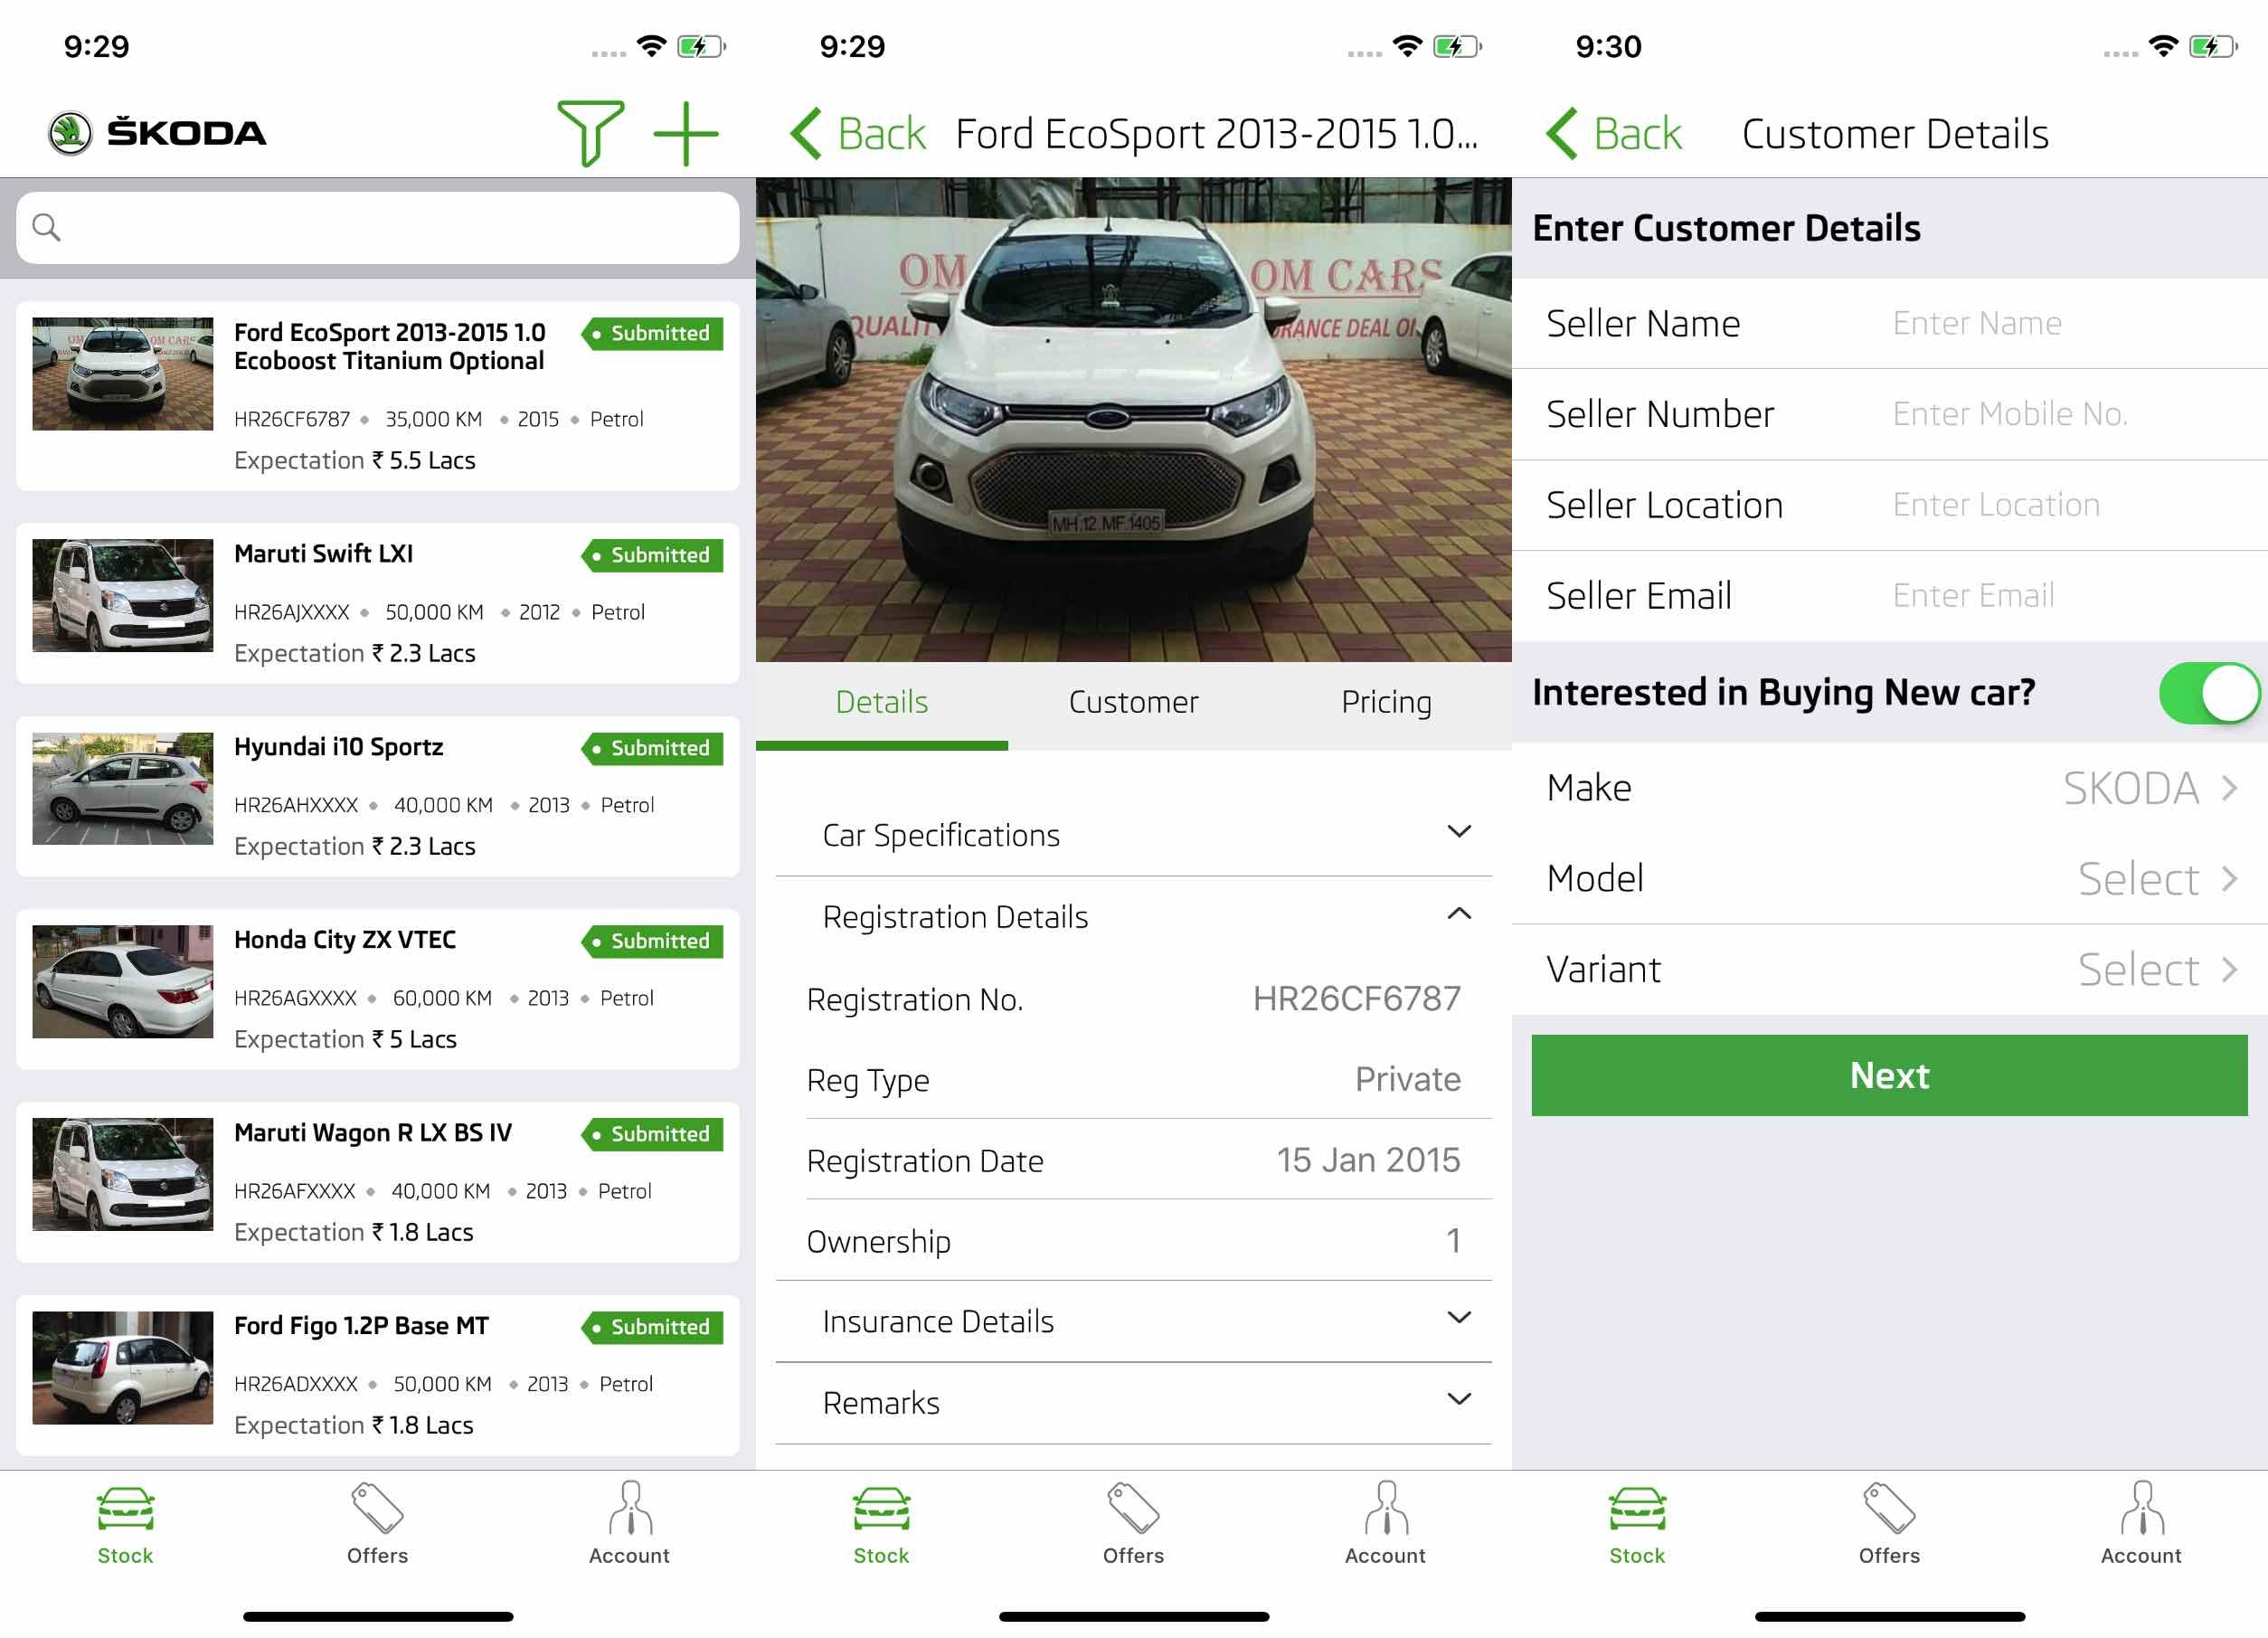 9:29
ŠKODA
Ford EcoSport 2013-2015 1.0
Ecoboost Titanium Optional
Submitted
HR26CF6787 • 35,000 KM • 2015 • Petrol
Expectation ₹ 5.5 Lacs
Maruti Swift LXI
Submitted
HR26AJXXXX • 50,000 KM • 2012 • Petrol
Expectation ₹ 2.3 Lacs
Hyundai i10 Sportz
Submitted
HR26AHXXXX • 40,000 KM • 2013 • Petrol
Expectation ₹ 2.3 Lacs
Honda City ZX VTEC
Submitted
HR26AGXXXX • 60,000 KM • 2013 • Petrol
Expectation ₹ 5 Lacs
Maruti Wagon R LX BS IV
Submitted
HR26AFXXXX • 40,000 KM • 2013 • Petrol
Expectation ₹ 1.8 Lacs
Ford Figo 1.2P Base MT
Submitted
HR26ADXXXX • 50,000 KM • 2013 • Petrol
Expectation ₹ 1.8 Lacs
Stock
Offers
Account
9:29
Back
Ford EcoSport 2013-2015 1.0...
OM
OM CARS
QUALIT
RANCE DEAL
MH.12.MF.1405
Details
Customer
Pricing
Car Specifications
Registration Details
Registration No. HR26CF6787
Reg Type Private
Registration Date 15 Jan 2015
Ownership 1
Insurance Details
Remarks
Stock
Offers
Account
9:30
Back
Customer Details
Enter Customer Details
Seller Name Enter Name
Seller Number Enter Mobile No.
Seller Location Enter Location
Seller Email Enter Email
Interested in Buying New car?
Make SKODA
Model Select
Variant Select
Next
Stock
Offers
Account